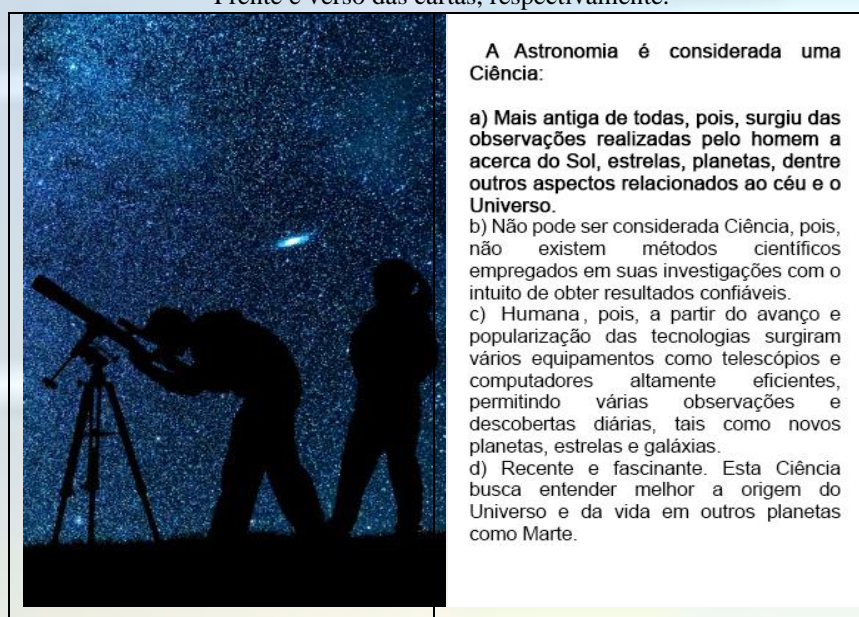 Frente e verso das cartas, respectivamente.
A Astronomia é considerada uma
Ciência:
a) Mais antiga de todas, pois, surgiu das
observações realizadas pelo homem a
acerca do Sol, estrelas, planetas, dentre
outros aspectos relacionados ao céu e o
Universo.
b) Não pode ser considerada Ciência, pois,
não existem métodos científicos
empregados em suas investigações com o
intuito de obter resultados confiáveis.
c) Humana, pois, a partir do avanço e
popularização das tecnologias surgiram
vários equipamentos como telescópios e
computadores altamente eficientes,
permitindo várias observações e
descobertas diárias, tais como novos
planetas, estrelas e galáxias.
d) Recente e fascinante. Esta Ciência
busca entender melhor a origem do
Universo e da vida em outros planetas
como Marte.